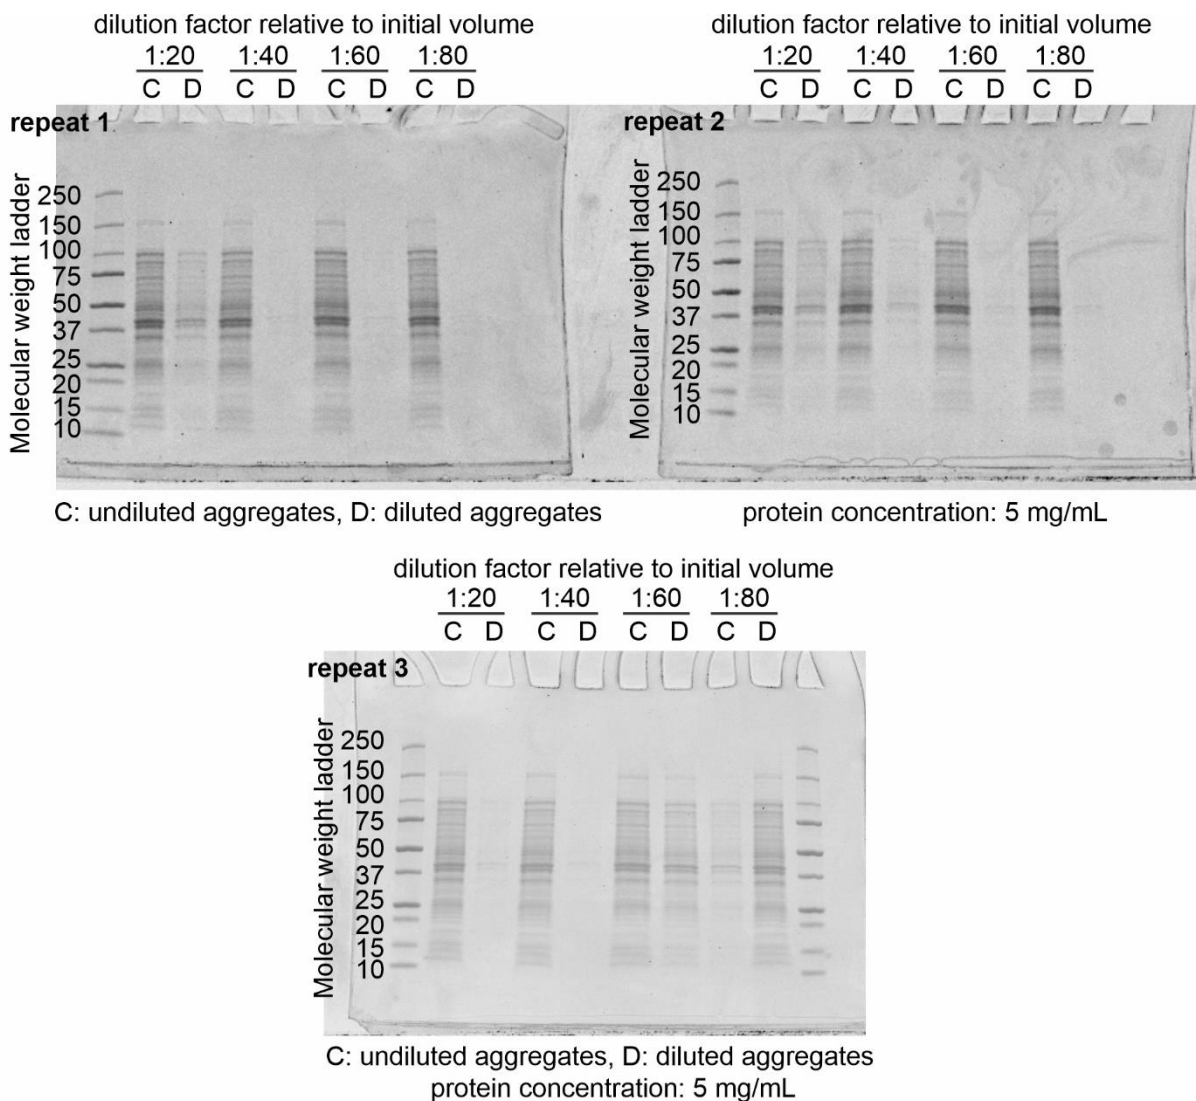 dilution factor relative to initial volume
1:20 1:40 1:60 1:80
C D C D C D C D
repeat 1
Molecular weight ladder
250
150
100
75
50
37
25
20
15
10
C: undiluted aggregates, D: diluted aggregates
dilution factor relative to initial volume
1:20 1:40 1:60 1:80
C D C D C D C D
repeat 2
Molecular weight ladder
250
150
100
75
50
37
25
20
15
10
protein concentration: 5 mg/mL
dilution factor relative to initial volume
1:20 1:40 1:60 1:80
C D C D C D C D
repeat 3
Molecular weight ladder
250
150
100
75
50
37
25
20
15
10
C: undiluted aggregates, D: diluted aggregates
protein concentration: 5 mg/mL